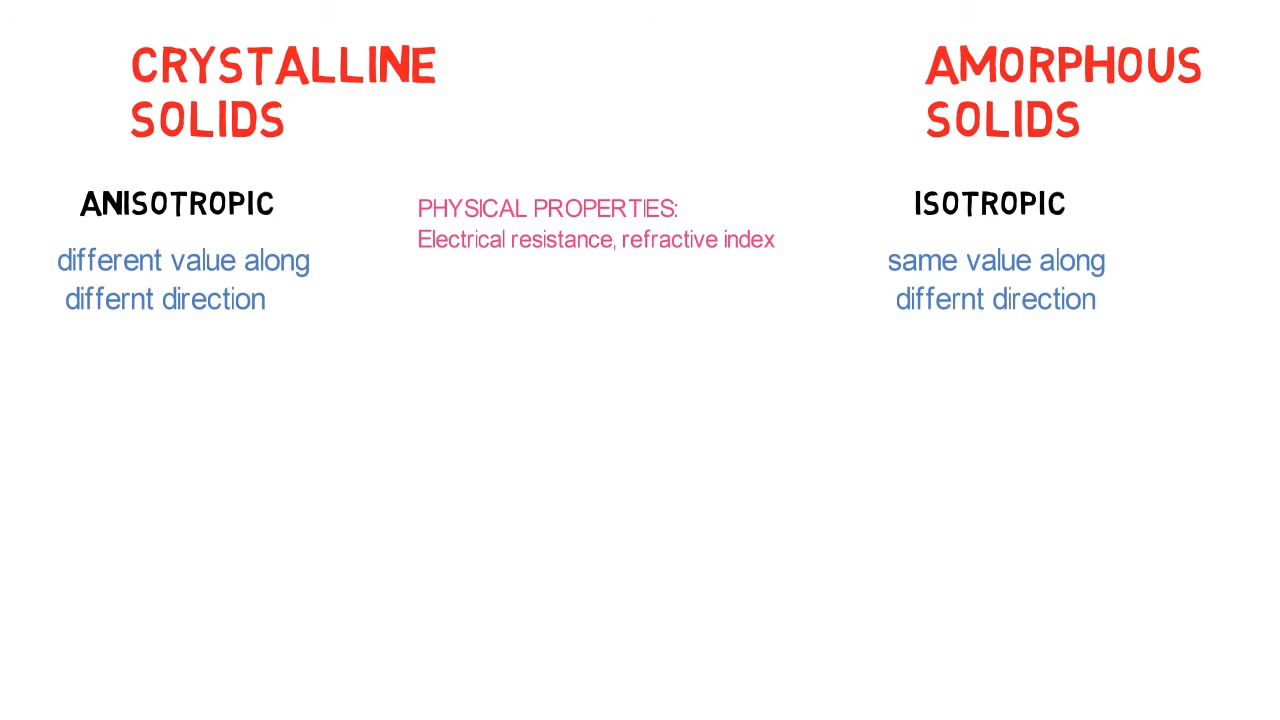 CRYSTALLINE
SOLIDS
AMORPHOUS
SOLIDS
ANISOTROPIC
different value along
differnt direction
PHYSICAL PROPERTIES:
Electrical resistance, refractive index
ISOTROPIC
same value along
differnt direction